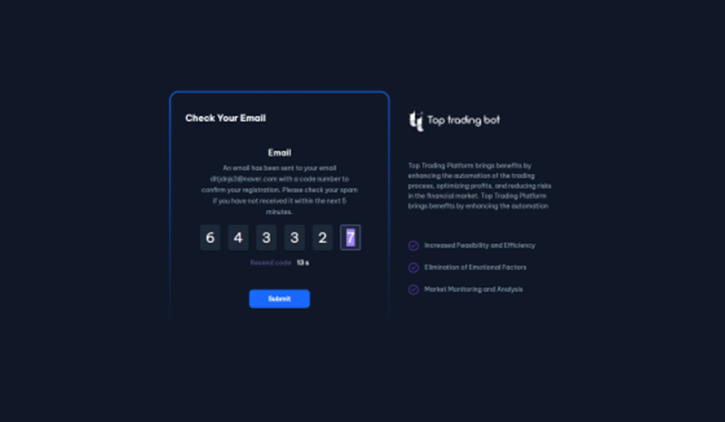 Check Your Email
Email
An email has been sent to your email
with a code number to
confirm your registration. Please check your spam
if you have not received it within the next 5
minutes.
6 4 3 3 2 7
Resend code 13 s
Submit
Top trading bot
Top Trading Platform brings benefits by
enhancing the automation of the trading
process, optimizing profits, and reducing risks
in the financial market. Top Trading Platform
brings benefits by enhancing the automation
Increased Feasibility and Efficiency
Elimination of Emotional Factors
Market Monitoring and Analysis